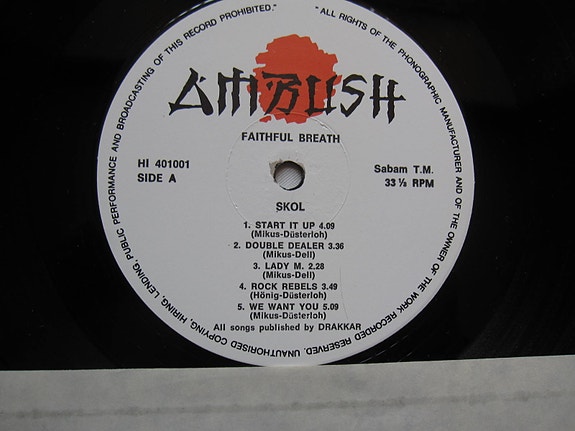 "ALL RIGHTS OF THE PHONOGRAPHIC MANUFACTURER AND OF THE OWNER OF THE WORK RECORDED RESERVED. UNAUTHORISED COPYING, HIRING, LENDING, PUBLIC PERFORMANCE AND BROADCASTING OF THIS RECORD PROHIBITED."
AMBUSH
FAITHFUL BREATH
HI 401001
SIDE A
Sabam T.M.
33 ⅓ RPM
SKOL
1. START IT UP 4.09
(Mikus-Düsterloh)
2. DOUBLE DEALER 3.36
(Mikus-Dell)
3. LADY M. 2.28
(Mikus-Dell)
4. ROCK REBELS 3.49
(Hönig-Düsterloh)
5. WE WANT YOU 5.09
(Mikus-Düsterloh)
All songs published by DRAKKAR